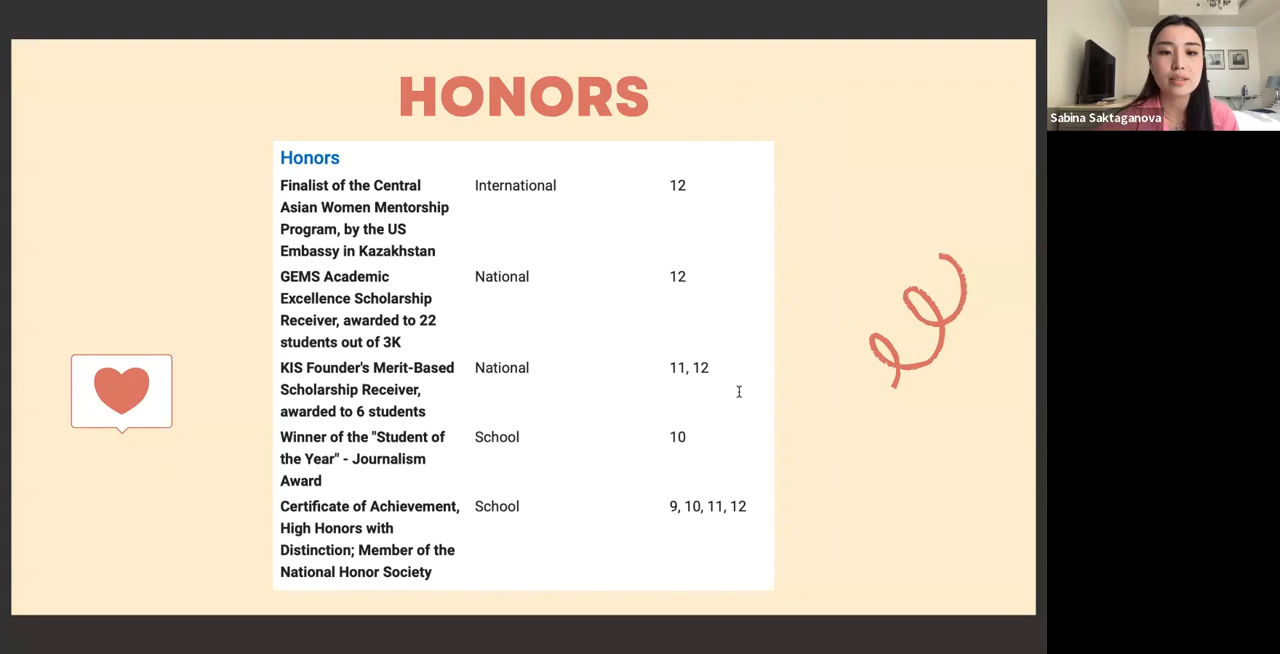 HONORS
Honors
Finalist of the Central International 12
Asian Women Mentorship
Program, by the US
Embassy in Kazakhstan
GEMS Academic National 12
Excellence Scholarship
Receiver, awarded to 22
students out of 3K
KIS Founder's Merit-Based National 11, 12
Scholarship Receiver,
awarded to 6 students
Winner of the "Student of School 10
the Year" - Journalism
Award
Certificate of Achievement, School 9, 10, 11, 12
High Honors with
Distinction; Member of the
National Honor Society
Sabina Saktaganova